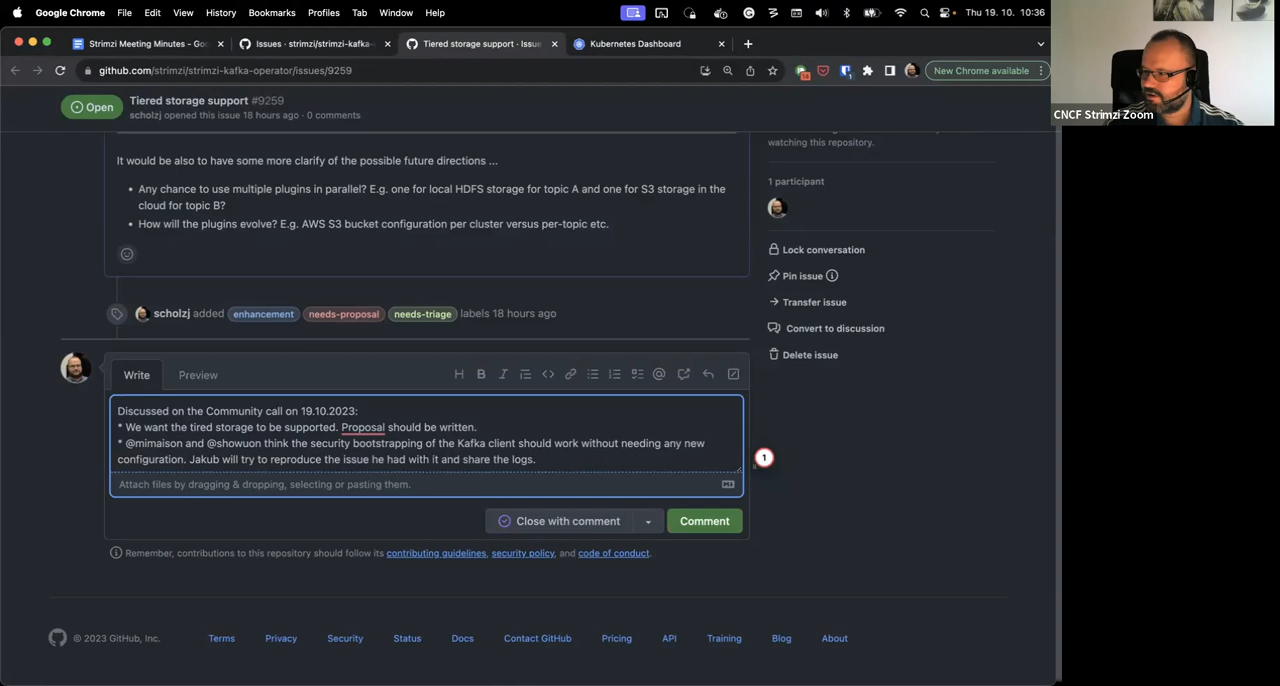 Google Chrome File Edit View History Bookmarks Profiles Tab Window Help Thu 19. 10. 10:36
Strimzi Meeting Minutes - Goo
Issues · strimzi/strimzi-kafka-
Tiered storage support · Issu
Kubernetes Dashboard
github.com/strimzi/strimzi-kafka-operator/issues/9259
New Chrome available
CNCF Strimzi Zoom
Open
Tiered storage support #9259
scholzj opened this issue 18 hours ago · 0 comments
watching this repository.
It would be also to have some more clarify of the possible future directions ...
• Any chance to use multiple plugins in parallel? E.g. one for local HDFS storage for topic A and one for S3 storage in the
cloud for topic B?
• How will the plugins evolve? E.g. AWS S3 bucket configuration per cluster versus per-topic etc.
1 participant
Lock conversation
Pin issue
Transfer issue
Convert to discussion
Delete issue
scholzj added enhancement needs-proposal needs-triage labels 18 hours ago
Write Preview
Discussed on the Community call on 19.10.2023:
* We want the tired storage to be supported. Proposal should be written.
* @mimaison and @showuon think the security bootstrapping of the Kafka client should work without needing any new
configuration. Jakub will try to reproduce the issue he had with it and share the logs.
1
Attach files by dragging & dropping, selecting or pasting them.
Close with comment
Comment
Remember, contributions to this repository should follow its contributing guidelines, security policy, and code of conduct.
© 2023 GitHub, Inc. Terms Privacy Security Status Docs Contact GitHub Pricing API Training Blog About